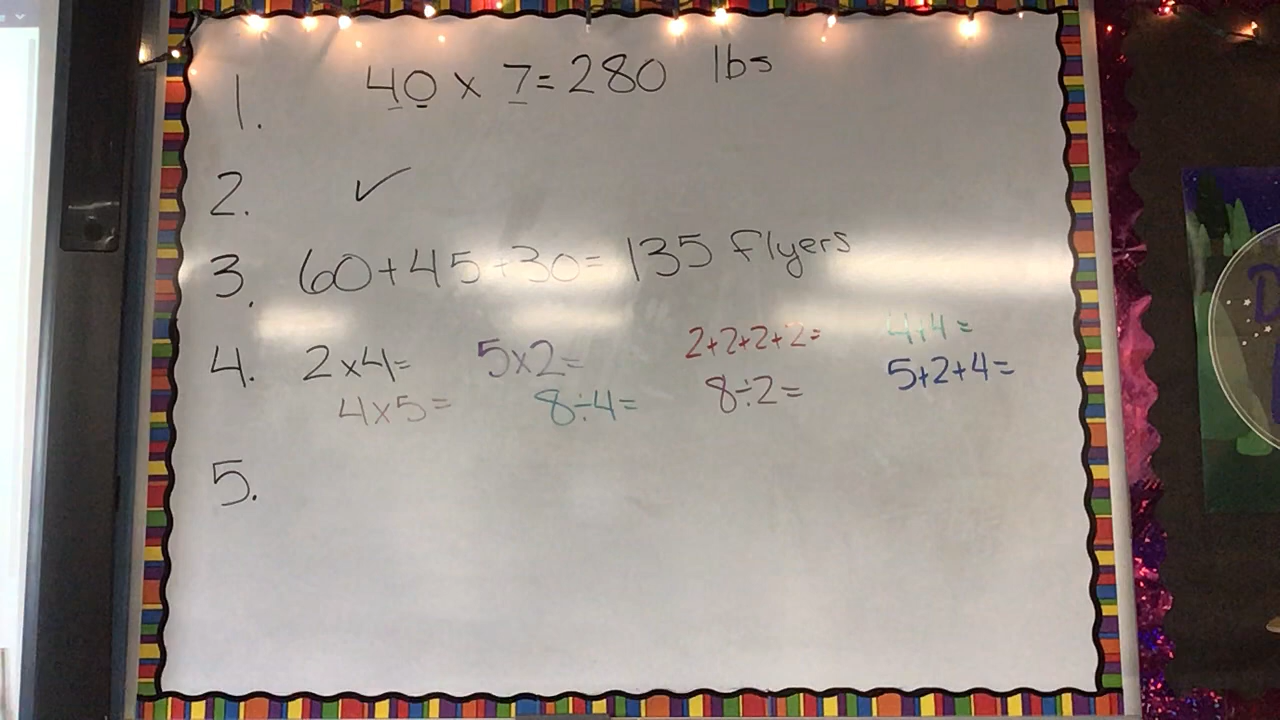 1. 40 x 7 = 280 lbs
2. ✓
3. 60+45+30= 135 flyers
4. 2x4= 5x2= 2+2+2+2= 4+4=
4x5= 8÷4= 8÷2= 5+2+4=
5.